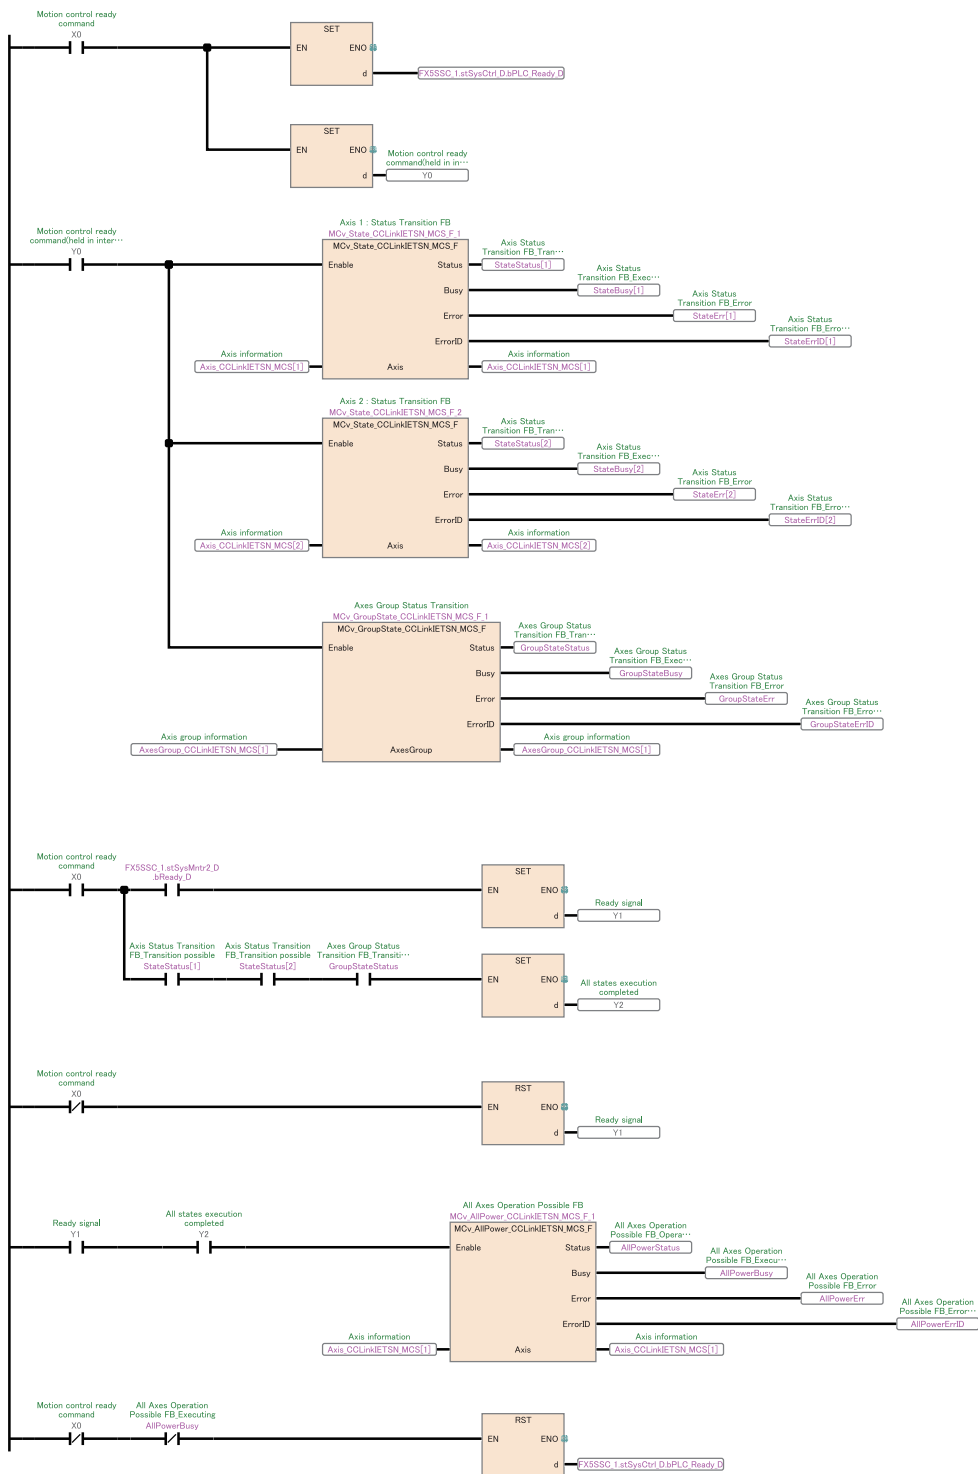 Motion control ready
command
X0
SET
EN
ENO
d
FX5SSC_1.stSysCtrl_D.bPLC_Ready_D
SET
EN
ENO
d
Motion control ready
command(held in in···
Y0
Motion control ready
command(held in inter···
Y0
Axis 1 : Status Transition FB
MCv_State_CCLinkIETSN_MCS_F_1
MCv_State_CCLinkIETSN_MCS_F
Enable
Status
Axis Status
Transition FB_Tran···
StateStatus[1]
Busy
Axis Status
Transition FB_Exec···
StateBusy[1]
Error
Axis Status
Transition FB_Error
StateErr[1]
ErrorID
Axis Status
Transition FB_Erro···
StateErrID[1]
Axis information
Axis_CCLinkIETSN_MCS[1]
Axis
Axis information
Axis_CCLinkIETSN_MCS[1]
Axis 2 : Status Transition FB
MCv_State_CCLinkIETSN_MCS_F_2
MCv_State_CCLinkIETSN_MCS_F
Enable
Status
Axis Status
Transition FB_Tran···
StateStatus[2]
Busy
Axis Status
Transition FB_Exec···
StateBusy[2]
Error
Axis Status
Transition FB_Error
StateErr[2]
ErrorID
Axis Status
Transition FB_Erro···
StateErrID[2]
Axis information
Axis_CCLinkIETSN_MCS[2]
Axis
Axis information
Axis_CCLinkIETSN_MCS[2]
Axes Group Status Transition
MCv_GroupState_CCLinkIETSN_MCS_F_1
MCv_GroupState_CCLinkIETSN_MCS_F
Enable
Status
Axes Group Status
Transition FB_Tran···
GroupStateStatus
Busy
Axes Group Status
Transition FB_Exec···
GroupStateBusy
Error
Axes Group Status
Transition FB_Error
GroupStateErr
ErrorID
Axes Group Status
Transition FB_Erro···
GroupStateErrID
Axis group information
AxesGroup_CCLinkIETSN_MCS[1]
AxesGroup
Axis group information
AxesGroup_CCLinkIETSN_MCS[1]
Motion control ready
command
X0
FX5SSC_1.stSysMntr2_D
.bReady_D
SET
EN
ENO
d
Ready signal
Y1
Axis Status Transition
FB_Transition possible
StateStatus[1]
Axis Status Transition
FB_Transition possible
StateStatus[2]
Axes Group Status
Transition FB_Transiti···
GroupStateStatus
SET
EN
ENO
d
All states execution
completed
Y2
Motion control ready
command
X0
RST
EN
ENO
d
Ready signal
Y1
Ready signal
Y1
All states execution
completed
Y2
All Axes Operation Possible FB
MCv_AllPower_CCLinkIETSN_MCS_F_1
MCv_AllPower_CCLinkIETSN_MCS_F
Enable
Status
All Axes Operation
Possible FB_Opera···
AllPowerStatus
Busy
All Axes Operation
Possible FB_Execu···
AllPowerBusy
Error
All Axes Operation
Possible FB_Error
AllPowerErr
ErrorID
All Axes Operation
Possible FB_Error···
AllPowerErrID
Axis information
Axis_CCLinkIETSN_MCS[1]
Axis
Axis information
Axis_CCLinkIETSN_MCS[1]
Motion control ready
command
X0
All Axes Operation
Possible FB_Executing
AllPowerBusy
RST
EN
ENO
d
FX5SSC_1.stSysCtrl_D.bPLC_Ready_D